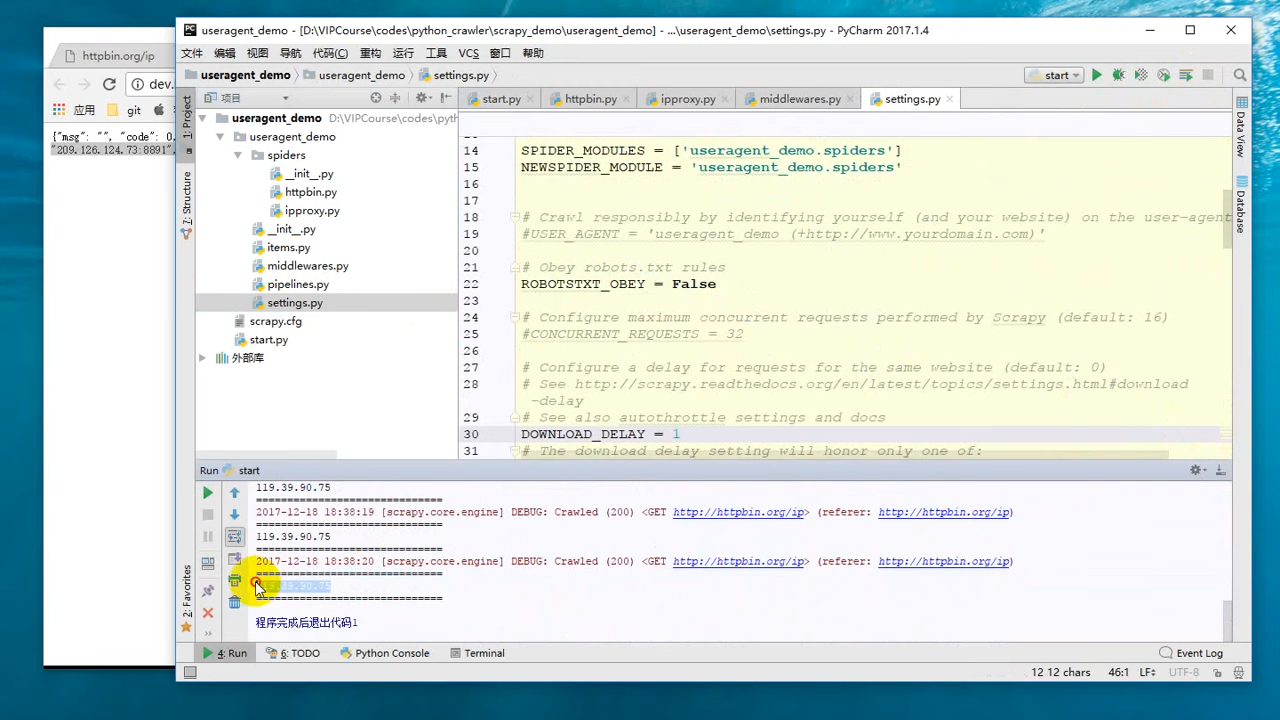 httpbin.org/ip
dev.
应用
git
{"msg": "", "code": 0,
"209.126.124.73:8891",
useragent_demo - [D:\VIPCourse\codes\python_crawler\scrapy_demo\useragent_demo] - ...\useragent_demo\settings.py - PyCharm 2017.1.4
文件 编辑 视图 导航 代码(C) 重构 运行 工具 VCS 窗口 帮助
useragent_demo useragent_demo settings.py start
项目
start.py httpbin.py ipproxy.py middlewares.py settings.py
1: Project
7: Structure
2: Favorites
Data View
Database
useragent_demo D:\VIPCourse\codes\pyth
useragent_demo
spiders
__init__.py
httpbin.py
ipproxy.py
__init__.py
items.py
middlewares.py
pipelines.py
settings.py
scrapy.cfg
start.py
外部库
14 SPIDER_MODULES = ['useragent_demo.spiders']
15 NEWSPIDER_MODULE = 'useragent_demo.spiders'
16
17
18 # Crawl responsibly by identifying yourself (and your website) on the user-agent
19 #USER_AGENT = 'useragent_demo (+http://www.yourdomain.com)'
20
21 # Obey robots.txt rules
22 ROBOTSTXT_OBEY = False
23
24 # Configure maximum concurrent requests performed by Scrapy (default: 16)
25 #CONCURRENT_REQUESTS = 32
26
27 # Configure a delay for requests for the same website (default: 0)
28 # See http://scrapy.readthedocs.org/en/latest/topics/settings.html#download
-delay
29 # See also autothrottle settings and docs
30 DOWNLOAD_DELAY = 1
31 # The download delay setting will honor only one of:
Run start
119.39.90.75
==============================
2017-12-18 18:38:19 [scrapy.core.engine] DEBUG: Crawled (200) <GET http://httpbin.org/ip> (referer: http://httpbin.org/ip)
==============================
119.39.90.75
==============================
2017-12-18 18:38:20 [scrapy.core.engine] DEBUG: Crawled (200) <GET http://httpbin.org/ip> (referer: http://httpbin.org/ip)
==============================
119.39.90.75
==============================
程序完成后退出代码1
4: Run 6: TODO Python Console Terminal Event Log
12 12 chars 46:1 LF UTF-8